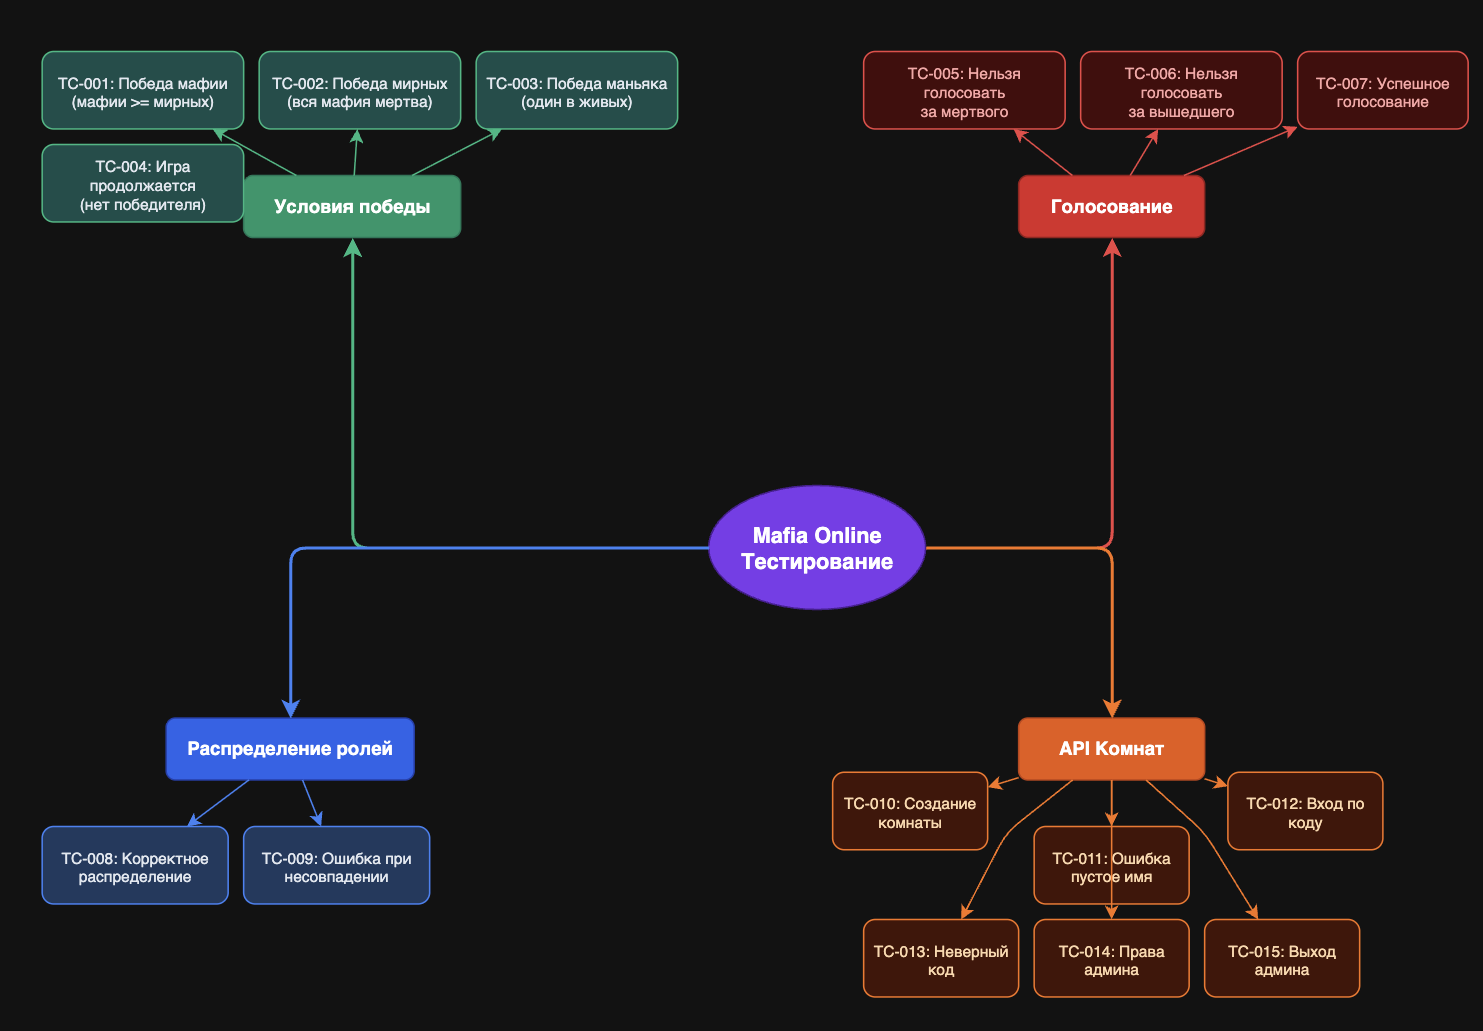 TC-001: Победа мафии
(мафии >= мирных)
TC-002: Победа мирных
(вся мафия мертва)
TC-003: Победа маньяка
(один в живых)
TC-004: Игра
продолжается
(нет победителя)
Условия победы
TC-005: Нельзя
голосовать
за мертвого
TC-006: Нельзя
голосовать
за вышедшего
TC-007: Успешное
голосование
Голосование
Mafia Online
Тестирование
Распределение ролей
TC-008: Корректное
распределение
TC-009: Ошибка при
несовпадении
API Комнат
TC-010: Создание
комнаты
TC-011: Ошибка
пустое имя
TC-012: Вход по
коду
TC-013: Неверный
код
TC-014: Права
админа
TC-015: Выход
админа